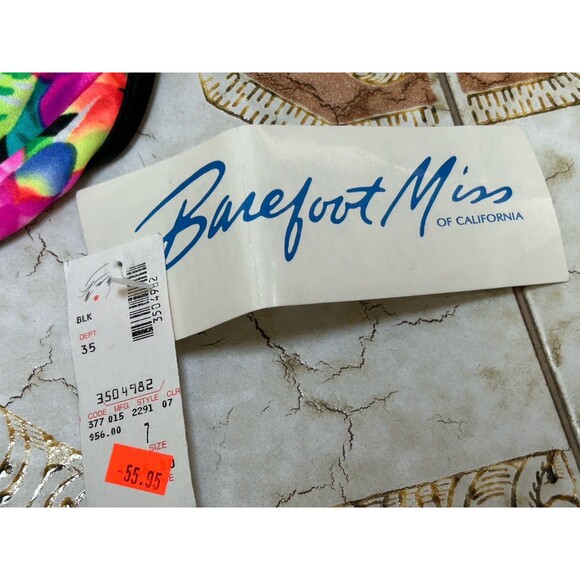 Barefoot Miss
OF CALIFORNIA
BLK
DEPT.
35
3504982
3504982
CODE MFG. STYLE CLR
377 015 2291 07
$56.00 7
SIZE
-55.95